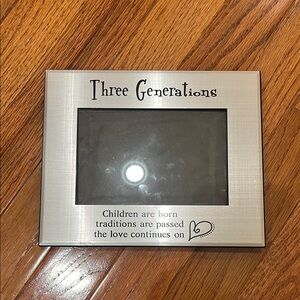 Three Generations
Children are born
traditions are passed
the love continues on